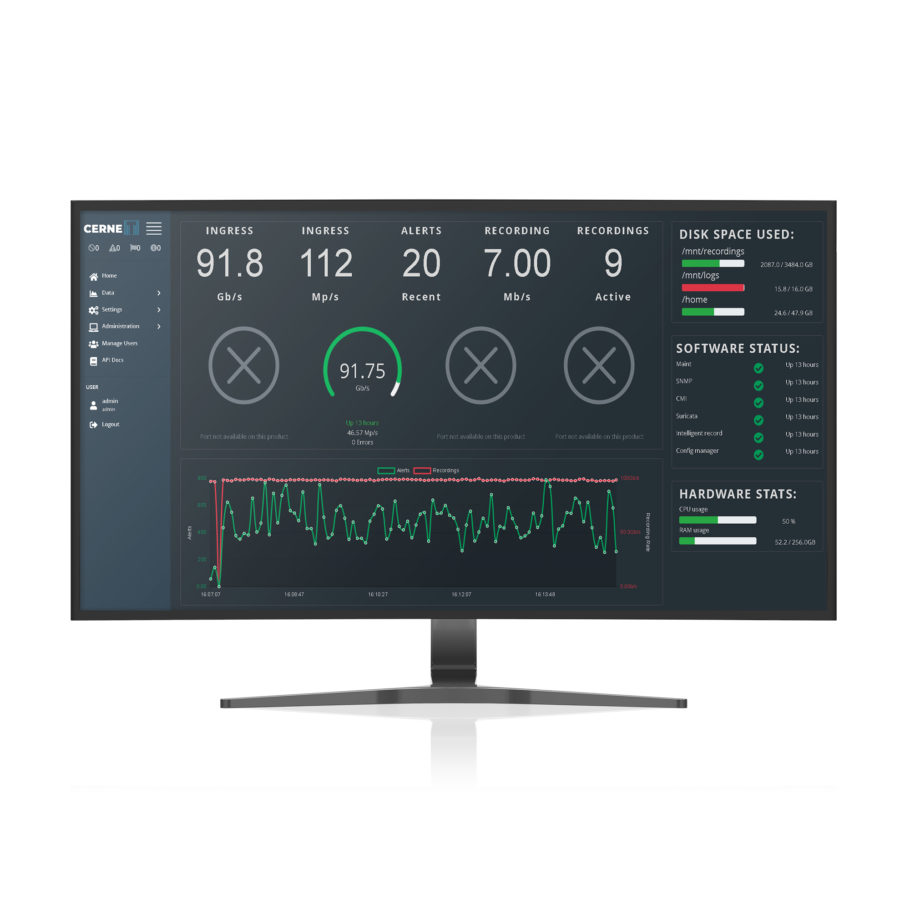 CERNE
0 0 0 0
Home
Data
Settings
Administration
Manage Users
API Docs
USER
admin
admin
Logout
INGRESS INGRESS ALERTS RECORDING RECORDINGS
91.8 112 20 7.00 9
Gb/s Mp/s Recent Mb/s Active
91.75
Gb/s
Up 13 hours
46.57 Mp/s
0 Errors
Port not available on this product
Port not available on this product
Port not available on this product
Alerts Recordings
Alerts
Recording Rate
16:07:07 16:08:47 16:10:27 16:12:07 16:13:48
DISK SPACE USED:
/mnt/recordings
2087.0 / 3484.0 GB
/mnt/logs
15.8 / 16.0 GB
/home
24.6 / 47.9 GB
SOFTWARE STATUS:
Maint Up 13 hours
SNMP Up 13 hours
CMI Up 13 hours
Suricata Up 13 hours
Intelligent record Up 13 hours
Config manager Up 13 hours
HARDWARE STATS:
CPU usage
50 %
RAM usage
52.2 / 256.0GB